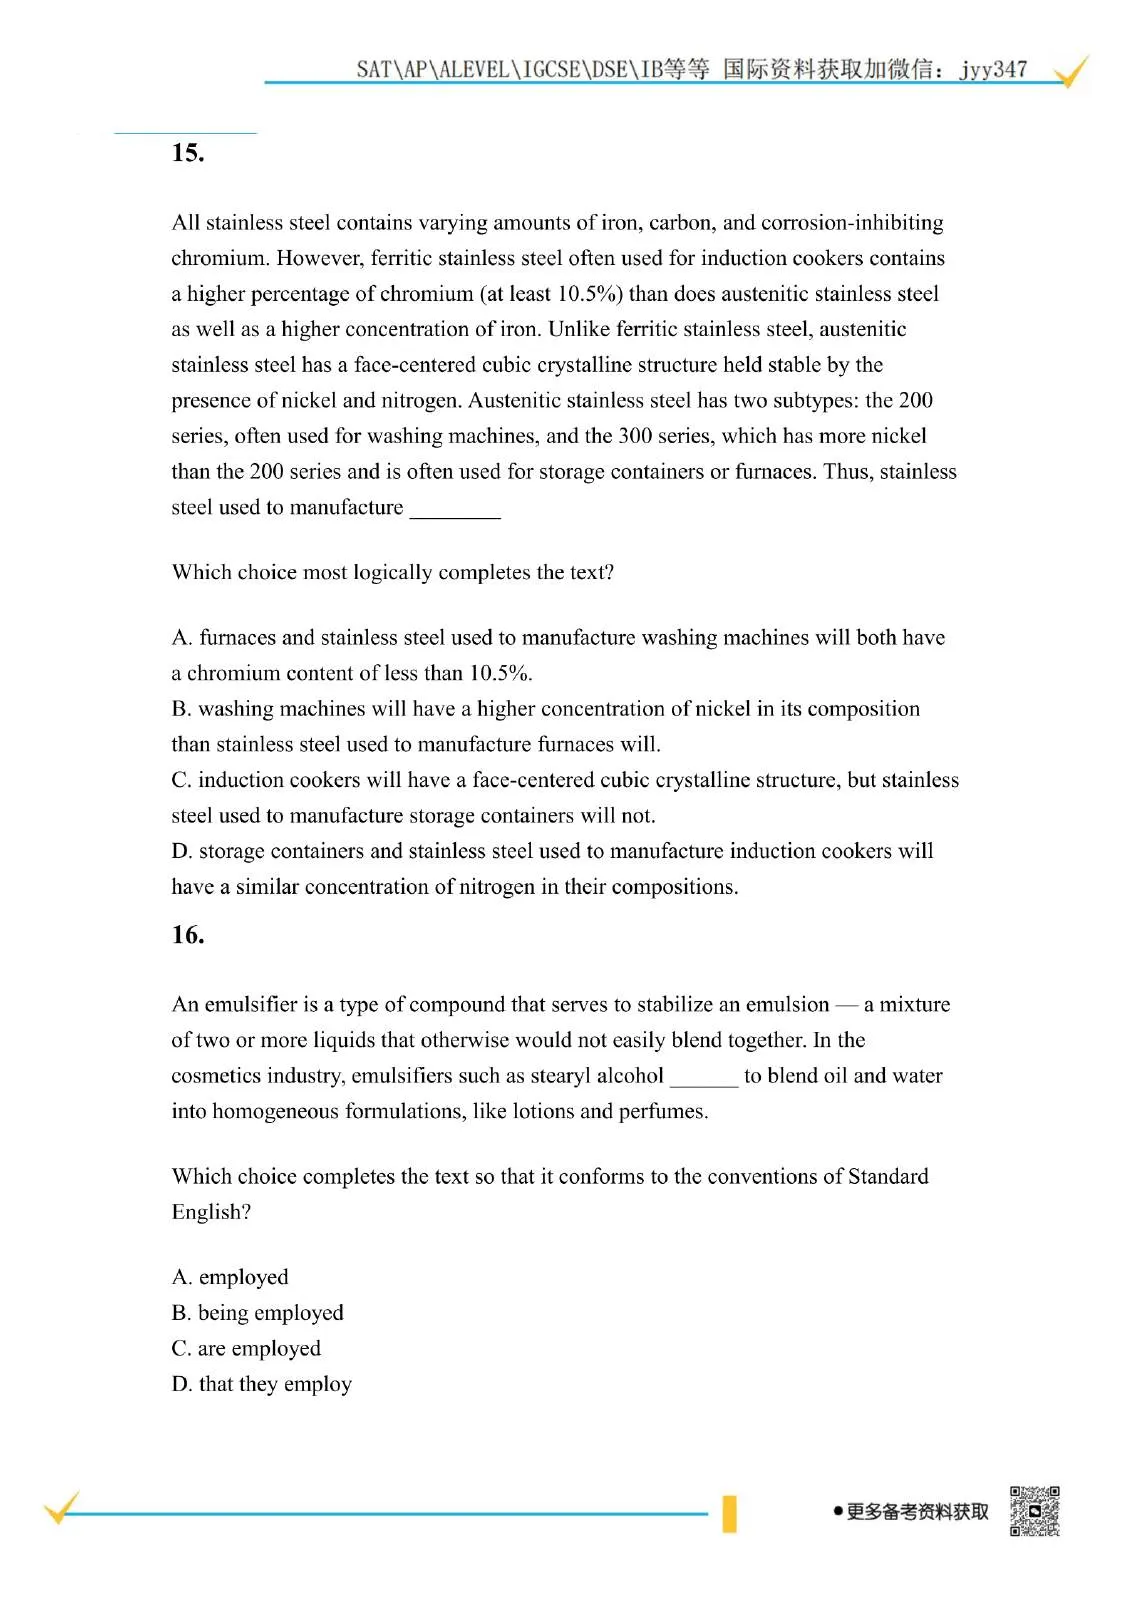 SAT\AP\ALEVEL\IGCSE\DSE\IB等等 国际资料获取加微信：jyy347
15.
All stainless steel contains varying amounts of iron, carbon, and corrosion-inhibiting
chromium. However, ferritic stainless steel often used for induction cookers contains
a higher percentage of chromium (at least 10.5%) than does austenitic stainless steel
as well as a higher concentration of iron. Unlike ferritic stainless steel, austenitic
stainless steel has a face-centered cubic crystalline structure held stable by the
presence of nickel and nitrogen. Austenitic stainless steel has two subtypes: the 200
series, often used for washing machines, and the 300 series, which has more nickel
than the 200 series and is often used for storage containers or furnaces. Thus, stainless
steel used to manufacture ________
Which choice most logically completes the text?
A. furnaces and stainless steel used to manufacture washing machines will both have
a chromium content of less than 10.5%.
B. washing machines will have a higher concentration of nickel in its composition
than stainless steel used to manufacture furnaces will.
C. induction cookers will have a face-centered cubic crystalline structure, but stainless
steel used to manufacture storage containers will not.
D. storage containers and stainless steel used to manufacture induction cookers will
have a similar concentration of nitrogen in their compositions.
16.
An emulsifier is a type of compound that serves to stabilize an emulsion — a mixture
of two or more liquids that otherwise would not easily blend together. In the
cosmetics industry, emulsifiers such as stearyl alcohol ______ to blend oil and water
into homogeneous formulations, like lotions and perfumes.
Which choice completes the text so that it conforms to the conventions of Standard
English?
A. employed
B. being employed
C. are employed
D. that they employ
●更多备考资料获取